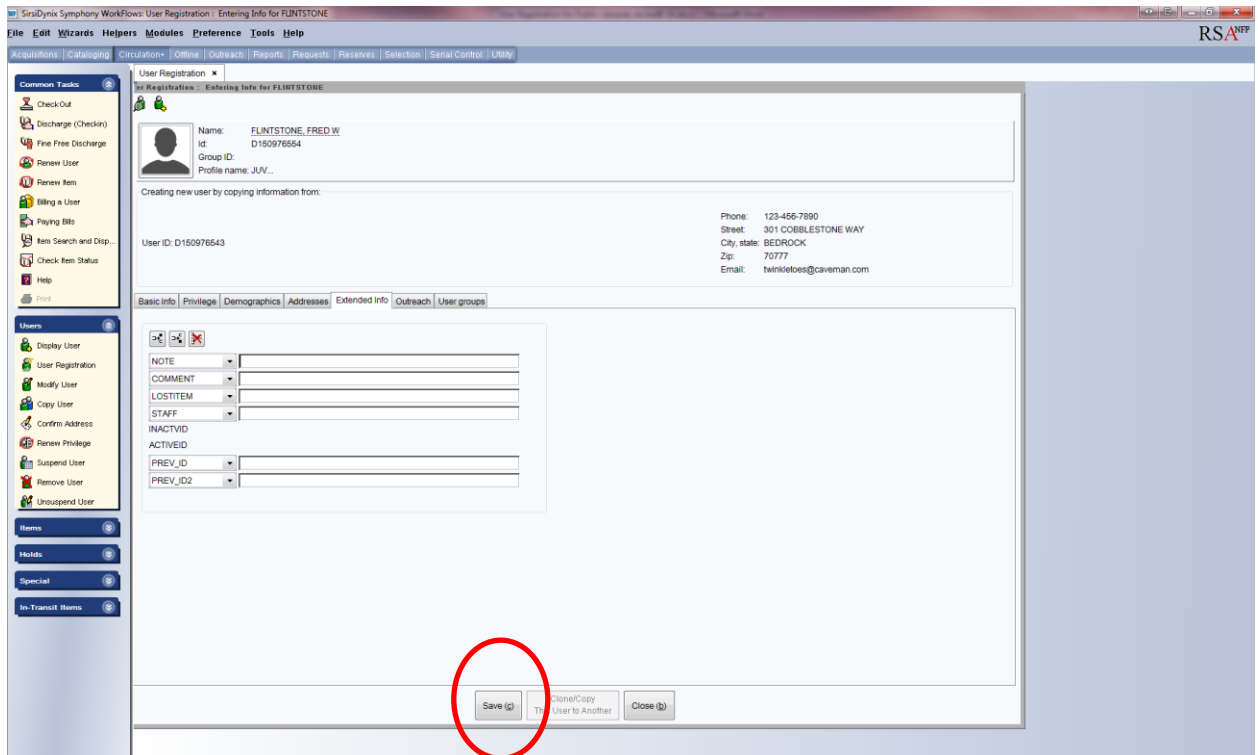 SirsiDynix Symphony WorkFlows: User Registration : Entering Info for FLINTSTONE
File Edit Wizards Helpers Modules Preference Tools Help
RSA NFP
Acquisitions Cataloging Circulation+ Offline Outreach Reports Requests Reserves Selection Serial Control Utility
Common Tasks
CheckOut
Discharge (Checkin)
Fine Free Discharge
Renew User
Renew Item
Billing a User
Paying Bills
Item Search and Disp...
Check Item Status
Help
Print
Users
Display User
User Registration
Modify User
Copy User
Confirm Address
Renew Privilege
Suspend User
Remove User
Unsuspend User
Items
Holds
Special
In-Transit Items
User Registration
er Registration : Entering Info for FLINTSTONE
Name: FLINTSTONE, FRED W
Id: D150976554
Group ID:
Profile name: JUV...
Creating new user by copying information from:
User ID: D150976543
Phone: 123-456-7890
Street: 301 COBBLESTONE WAY
City, state: BEDROCK
Zip: 70777
Email: twinkletoes@caveman.com
Basic Info Privilege Demographics Addresses Extended Info Outreach User groups
NOTE
COMMENT
LOSTITEM
STAFF
INACTVID
ACTIVEID
PREV_ID
PREV_ID2
Save (c)
Clone/Copy
This User to Another
Close (b)